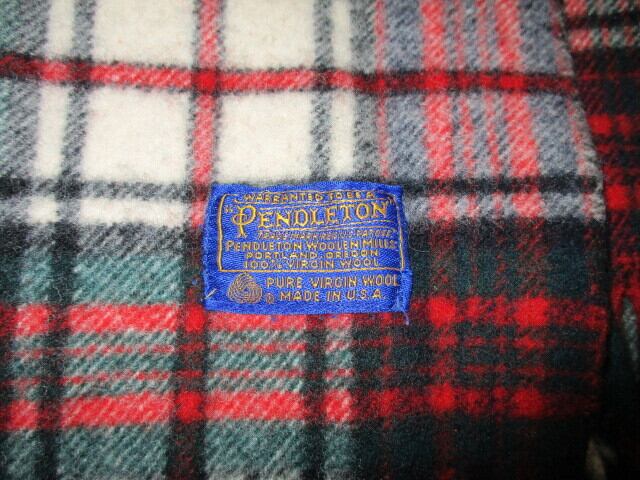 WARRANTED TO BE A
"PENDLETON"
PENDLETON WOOLEN MILLS
PORTLAND, OREGON
100% VIRGIN WOOL
PURE VIRGIN WOOL
MADE IN U.S.A.